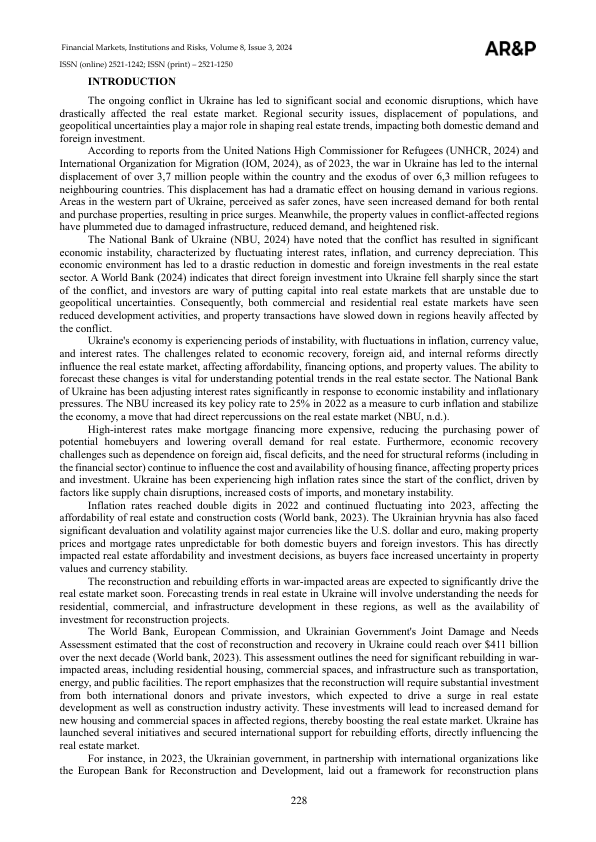 Financial Markets, Institutions and Risks, Volume 8, Issue 3, 2024
AR&P
ISSN (online) 2521-1242; ISSN (print) – 2521-1250
INTRODUCTION
The ongoing conflict in Ukraine has led to significant social and economic disruptions, which have
drastically affected the real estate market. Regional security issues, displacement of populations, and
geopolitical uncertainties play a major role in shaping real estate trends, impacting both domestic demand and
foreign investment.
According to reports from the United Nations High Commissioner for Refugees (UNHCR, 2024) and
International Organization for Migration (IOM, 2024), as of 2023, the war in Ukraine has led to the internal
displacement of over 3,7 million people within the country and the exodus of over 6,3 million refugees to
neighbouring countries. This displacement has had a dramatic effect on housing demand in various regions.
Areas in the western part of Ukraine, perceived as safer zones, have seen increased demand for both rental
and purchase properties, resulting in price surges. Meanwhile, the property values in conflict-affected regions
have plummeted due to damaged infrastructure, reduced demand, and heightened risk.
The National Bank of Ukraine (NBU, 2024) have noted that the conflict has resulted in significant
economic instability, characterized by fluctuating interest rates, inflation, and currency depreciation. This
economic environment has led to a drastic reduction in domestic and foreign investments in the real estate
sector. A World Bank (2024) indicates that direct foreign investment into Ukraine fell sharply since the start
of the conflict, and investors are wary of putting capital into real estate markets that are unstable due to
geopolitical uncertainties. Consequently, both commercial and residential real estate markets have seen
reduced development activities, and property transactions have slowed down in regions heavily affected by
the conflict.
Ukraine's economy is experiencing periods of instability, with fluctuations in inflation, currency value,
and interest rates. The challenges related to economic recovery, foreign aid, and internal reforms directly
influence the real estate market, affecting affordability, financing options, and property values. The ability to
forecast these changes is vital for understanding potential trends in the real estate sector. The National Bank
of Ukraine has been adjusting interest rates significantly in response to economic instability and inflationary
pressures. The NBU increased its key policy rate to 25% in 2022 as a measure to curb inflation and stabilize
the economy, a move that had direct repercussions on the real estate market (NBU, n.d.).
High-interest rates make mortgage financing more expensive, reducing the purchasing power of
potential homebuyers and lowering overall demand for real estate. Furthermore, economic recovery
challenges such as dependence on foreign aid, fiscal deficits, and the need for structural reforms (including in
the financial sector) continue to influence the cost and availability of housing finance, affecting property prices
and investment. Ukraine has been experiencing high inflation rates since the start of the conflict, driven by
factors like supply chain disruptions, increased costs of imports, and monetary instability.
Inflation rates reached double digits in 2022 and continued fluctuating into 2023, affecting the
affordability of real estate and construction costs (World bank, 2023). The Ukrainian hryvnia has also faced
significant devaluation and volatility against major currencies like the U.S. dollar and euro, making property
prices and mortgage rates unpredictable for both domestic buyers and foreign investors. This has directly
impacted real estate affordability and investment decisions, as buyers face increased uncertainty in property
values and currency stability.
The reconstruction and rebuilding efforts in war-impacted areas are expected to significantly drive the
real estate market soon. Forecasting trends in real estate in Ukraine will involve understanding the needs for
residential, commercial, and infrastructure development in these regions, as well as the availability of
investment for reconstruction projects.
The World Bank, European Commission, and Ukrainian Government's Joint Damage and Needs
Assessment estimated that the cost of reconstruction and recovery in Ukraine could reach over $411 billion
over the next decade (World bank, 2023). This assessment outlines the need for significant rebuilding in war-
impacted areas, including residential housing, commercial spaces, and infrastructure such as transportation,
energy, and public facilities. The report emphasizes that the reconstruction will require substantial investment
from both international donors and private investors, which expected to drive a surge in real estate
development as well as construction industry activity. These investments will lead to increased demand for
new housing and commercial spaces in affected regions, thereby boosting the real estate market. Ukraine has
launched several initiatives and secured international support for rebuilding efforts, directly influencing the
real estate market.
For instance, in 2023, the Ukrainian government, in partnership with international organizations like
the European Bank for Reconstruction and Development, laid out a framework for reconstruction plans
228